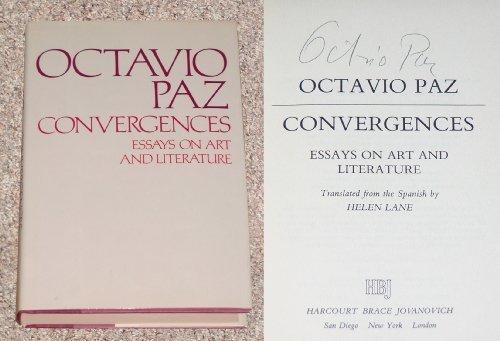 OCTAVIO
PAZ
CONVERGENCES
ESSAYS ON ART
AND LITERATURE
Octavio Paz
OCTAVIO PAZ
CONVERGENCES
ESSAYS ON ART AND
LITERATURE
Translated from the Spanish by
HELEN LANE
HBJ
HARCOURT BRACE JOVANOVICH
San Diego New York London